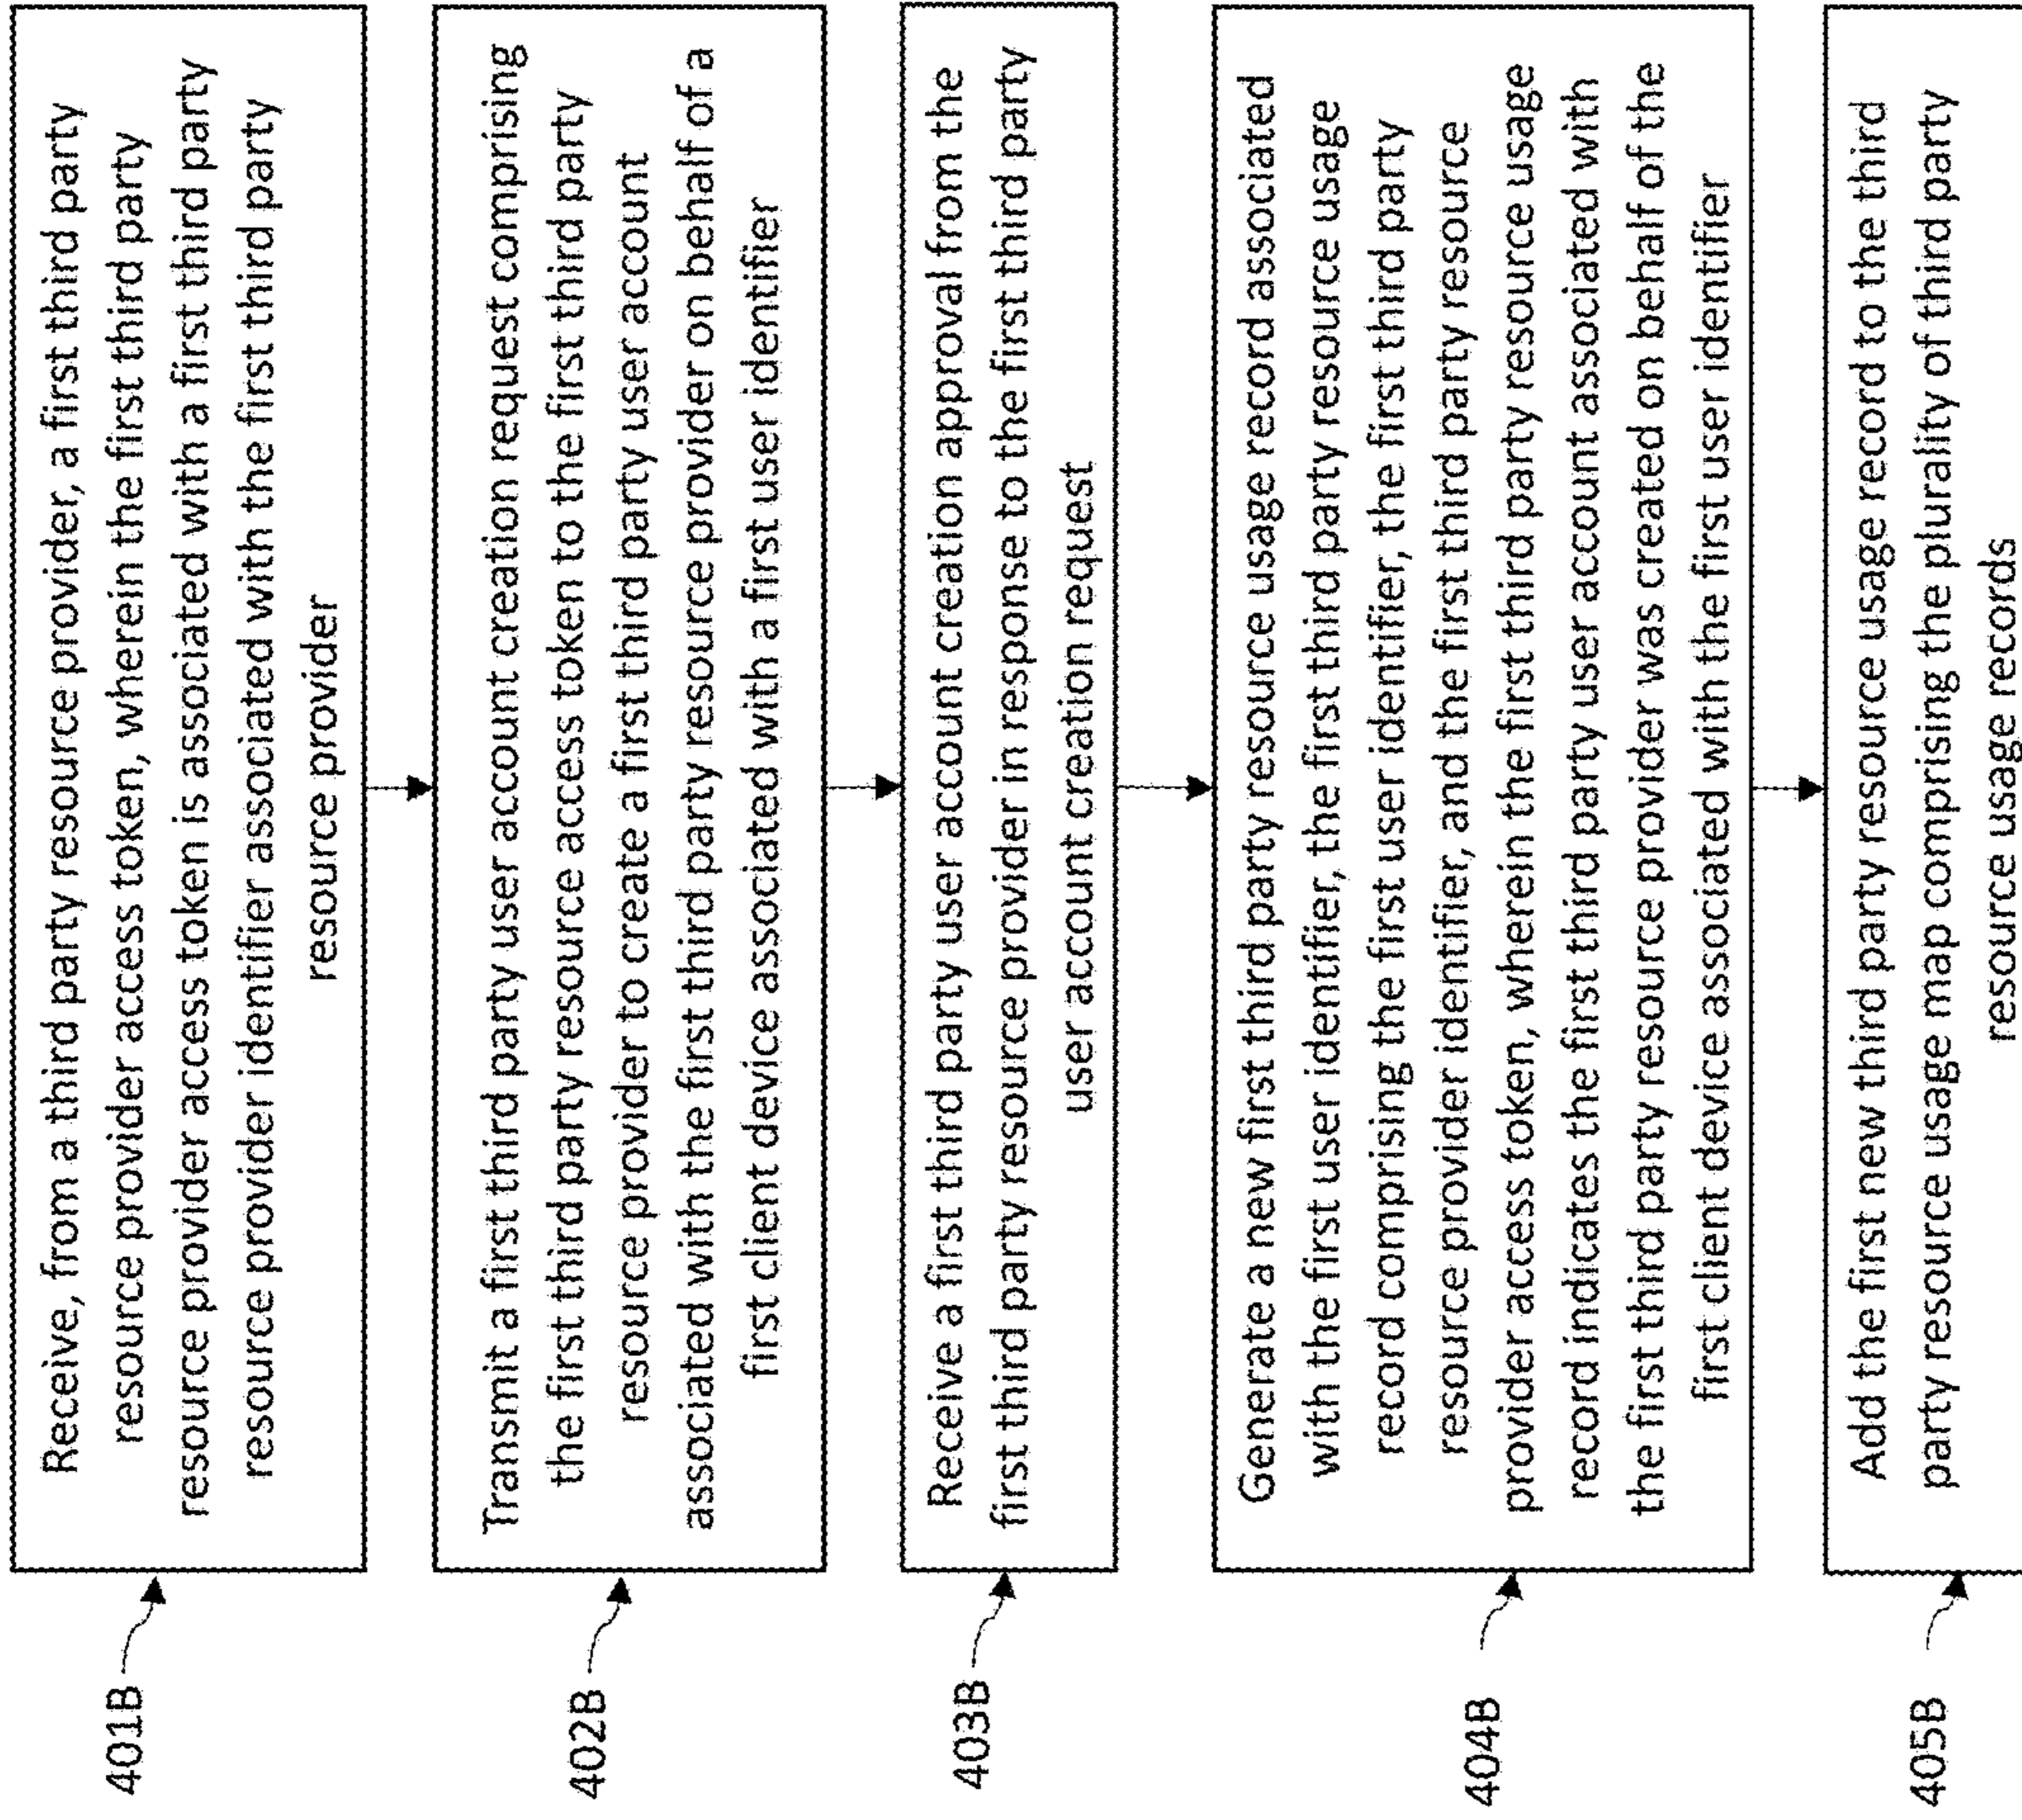 401B
Receive, from a third party resource provider, a first third party
resource provider access token, wherein the first third party
resource provider access token is associated with a first third party
resource provider identifier associated with the first third party
resource provider
402B
Transmit a first third party user account creation request comprising
the first third party resource access token to the first third party
resource provider to create a first third party user account
associated with the first third party resource provider on behalf of a
first client device associated with a first user identifier
403B
Receive a first third party user account creation approval from the
first third party resource provider in response to the first third party
user account creation request
404B
Generate a new first third party resource usage record associated
with the first user identifier, the first third party resource usage
record comprising the first user identifier, the first third party
resource provider identifier, and the first third party resource
provider access token, wherein the first third party resource usage
record indicates the first third party user account associated with
the first third party resource provider was created on behalf of the
first client device associated with the first user identifier
405B
Add the first new third party resource usage record to the third
party resource usage map comprising the plurality of third party
resource usage records